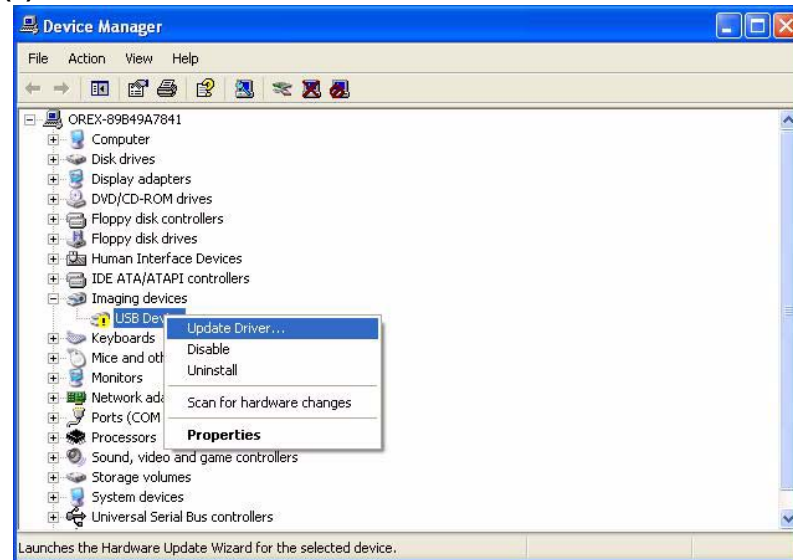 Device Manager
File Action View Help
OREX-89B49A7841
Computer
Disk drives
Display adapters
DVD/CD-ROM drives
Floppy disk controllers
Floppy disk drives
Human Interface Devices
IDE ATA/ATAPI controllers
Imaging devices
USB Dev
Update Driver...
Keyboards
Disable
Mice and oth
Uninstall
Monitors
Network ada
Scan for hardware changes
Ports (COM
Properties
Processors
Sound, video and game controllers
Storage volumes
System devices
Universal Serial Bus controllers
Launches the Hardware Update Wizard for the selected device.